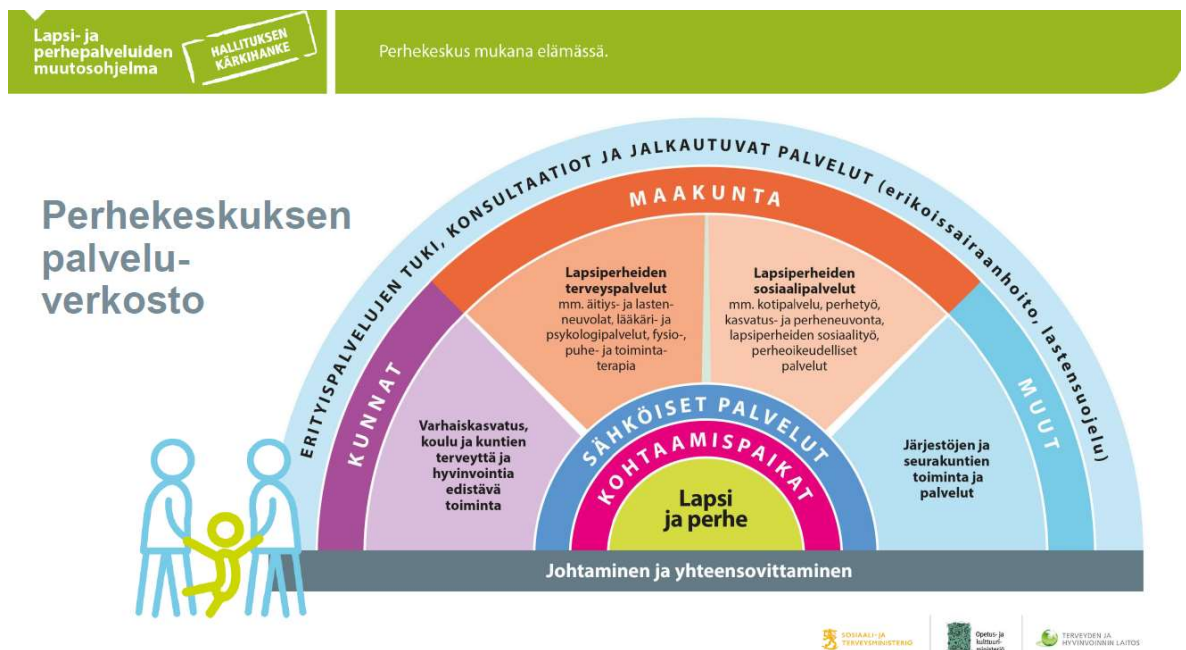 Lapsi- ja
perhepalveluiden
muutosohjelma
HALLITUKSEN
KÄRKIHANKE
Perhekeskus mukana elämässä.
Perhekeskuksen
palvelu-
verkosto
ERITYISPALVELUJEN TUKI, KONSULTAATIOT JA JALKAUTUVAT PALVELUT (erikoissairaanhoito, lastensuojelu)
KUNNAT
MAAKUNTA
MUUT
Varhaiskasvatus,
koulu ja kuntien
terveyttä ja
hyvinvointia
edistävä
toiminta
Lapsiperheiden
terveyspalvelut
mm. äitiys- ja lasten-
neuvolat, lääkäri- ja
psykologipalvelut, fysio-,
puhe- ja toiminta-
terapia
Lapsiperheiden
sosiaalipalvelut
mm. kotipalvelu, perhetyö,
kasvatus- ja perheneuvonta,
lapsiperheiden sosiaalityö,
perheoikeudelliset
palvelut
Järjestöjen ja
seurakuntien
toiminta ja
palvelut
SÄHKÖISET PALVELUT
KOHTAAMISPAIKAT
Lapsi
ja perhe
Johtaminen ja yhteensovittaminen
SOSIAALI- JA
TERVEYSMINISTERIÖ
Opetus- ja
kulttuuri-
ministeriö
TERVEYDEN JA
HYVINVOINNIN LAITOS